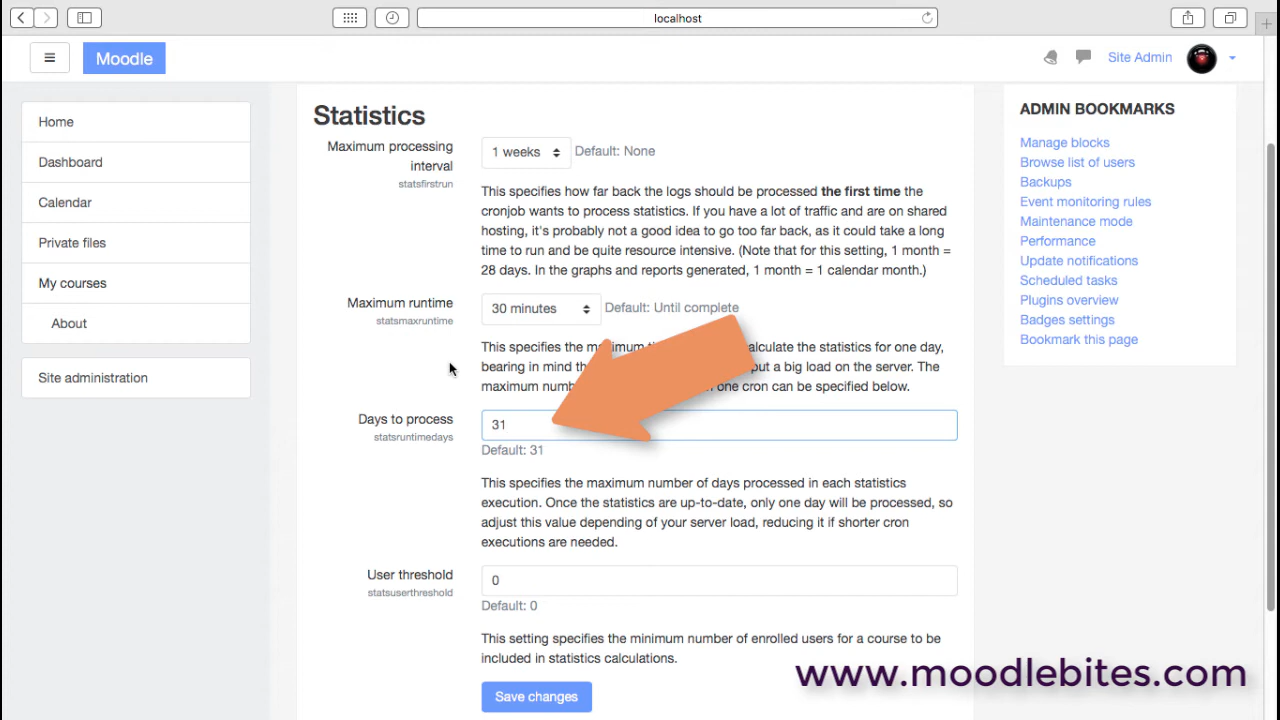 localhost
Moodle
Site Admin
Home
Dashboard
Calendar
Private files
My courses
About
Site administration
Statistics
Maximum processing
interval
statsfirstrun
1 weeks
Default: None
This specifies how far back the logs should be processed the first time the
cronjob wants to process statistics. If you have a lot of traffic and are on shared
hosting, it's probably not a good idea to go too far back, as it could take a long
time to run and be quite resource intensive. (Note that for this setting, 1 month =
28 days. In the graphs and reports generated, 1 month = 1 calendar month.)
Maximum runtime
statsmaxruntime
30 minutes
Default: Until complete
This specifies the calculate the statistics for one day,
bearing in mind put a big load on the server. The
maximum one cron can be specified below.
Days to process
statsruntimedays
31
Default: 31
This specifies the maximum number of days processed in each statistics
execution. Once the statistics are up-to-date, only one day will be processed, so
adjust this value depending of your server load, reducing it if shorter cron
executions are needed.
User threshold
statsuserthreshold
0
Default: 0
This setting specifies the minimum number of enrolled users for a course to be
included in statistics calculations.
Save changes
ADMIN BOOKMARKS
Manage blocks
Browse list of users
Backups
Event monitoring rules
Maintenance mode
Performance
Update notifications
Scheduled tasks
Plugins overview
Badges settings
Bookmark this page
www.moodlebites.com